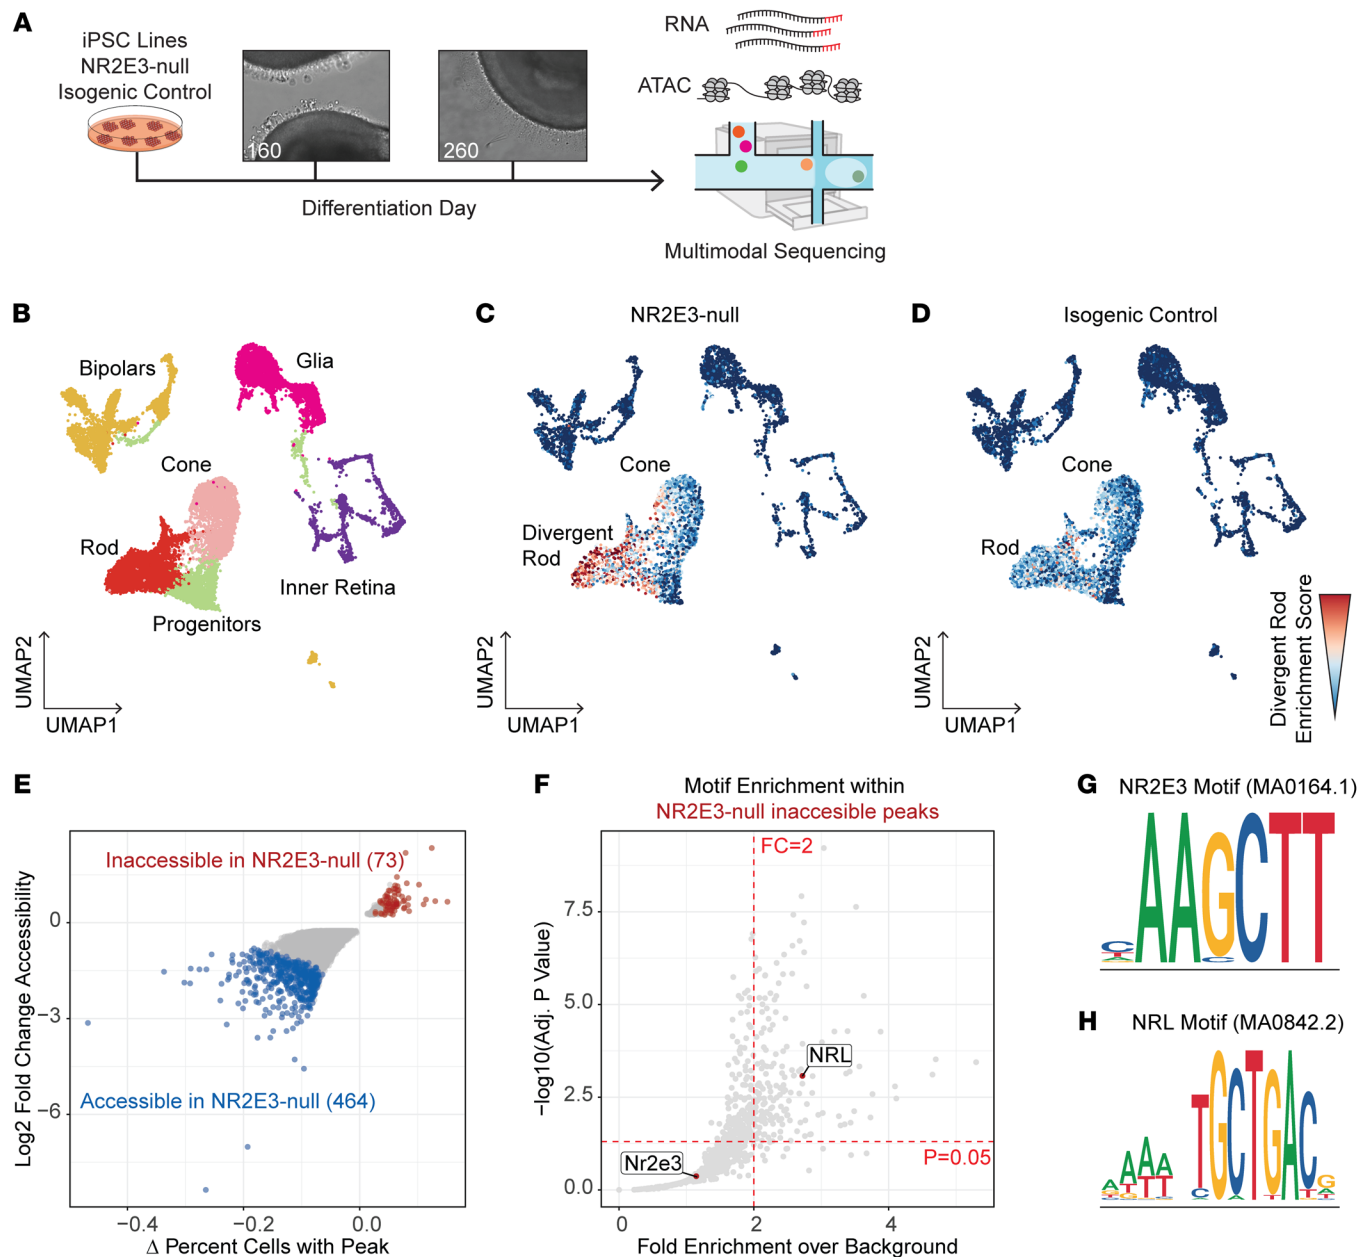 A
iPSC Lines
NR2E3-null
Isogenic Control
160
260
Differentiation Day
RNA
ATAC
Multimodal Sequencing
B
Bipolars
Glia
Cone
Rod
Inner Retina
Progenitors
UMAP2
UMAP1
C
NR2E3-null
Cone
Divergent
Rod
UMAP2
UMAP1
D
Isogenic Control
Cone
Rod
UMAP2
UMAP1
Divergent Rod
Enrichment Score
E
Inaccessible in NR2E3-null (73)
Accessible in NR2E3-null (464)
Log2 Fold Change Accessibility
0
−3
−6
−0.4
−0.2
0.0
Δ Percent Cells with Peak
F
Motif Enrichment within
NR2E3-null inaccesible peaks
FC=2
NRL
Nr2e3
P=0.05
−log10(Adj. P Value)
7.5
5.0
2.5
0.0
0
2
4
Fold Enrichment over Background
G
NR2E3 Motif (MA0164.1)
AAGCTT
H
NRL Motif (MA0842.2)
TGCTGAC